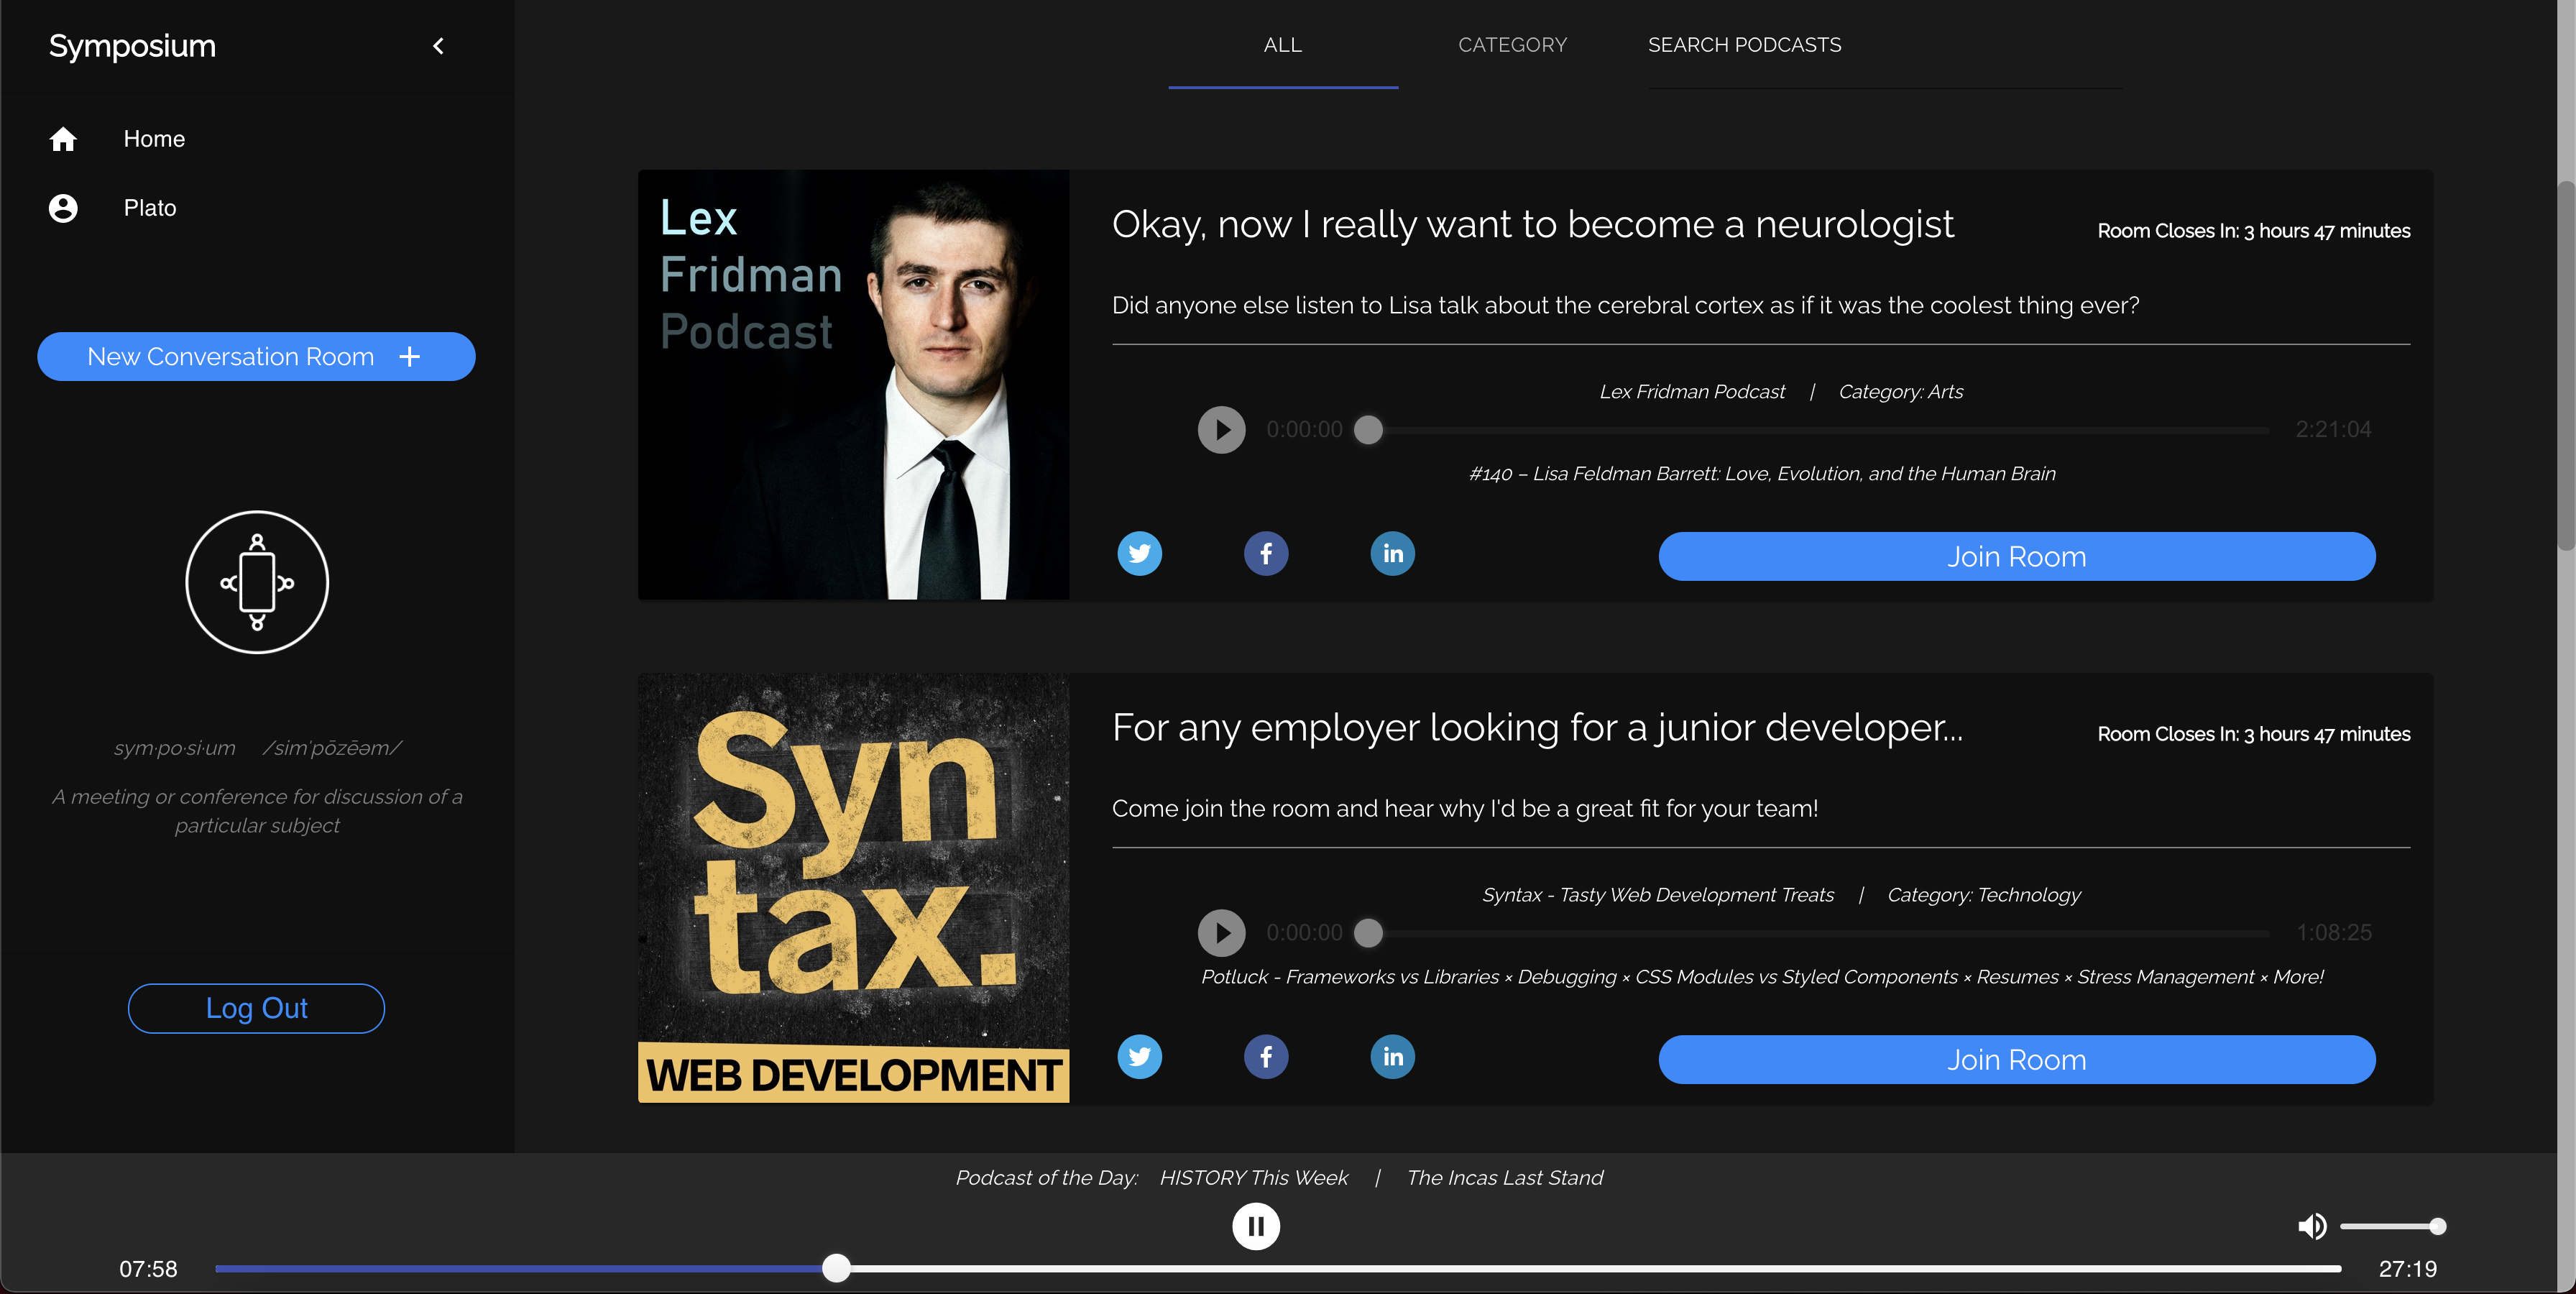 Symposium
Home
Plato
New Conversation Room +
sym·po·si·um /simˈpōzēəm/
A meeting or conference for discussion of a
particular subject
Log Out
ALL CATEGORY SEARCH PODCASTS
Lex
Fridman
Podcast
Okay, now I really want to become a neurologist
Room Closes In: 3 hours 47 minutes
Did anyone else listen to Lisa talk about the cerebral cortex as if it was the coolest thing ever?
Lex Fridman Podcast | Category: Arts
0:00:00 2:21:04
#140 – Lisa Feldman Barrett: Love, Evolution, and the Human Brain
Join Room
Syn
tax.
WEB DEVELOPMENT
For any employer looking for a junior developer...
Room Closes In: 3 hours 47 minutes
Come join the room and hear why I'd be a great fit for your team!
Syntax - Tasty Web Development Treats | Category: Technology
0:00:00 1:08:25
Potluck - Frameworks vs Libraries × Debugging × CSS Modules vs Styled Components × Resumes × Stress Management × More!
Join Room
Podcast of the Day: HISTORY This Week | The Incas Last Stand
07:58 27:19